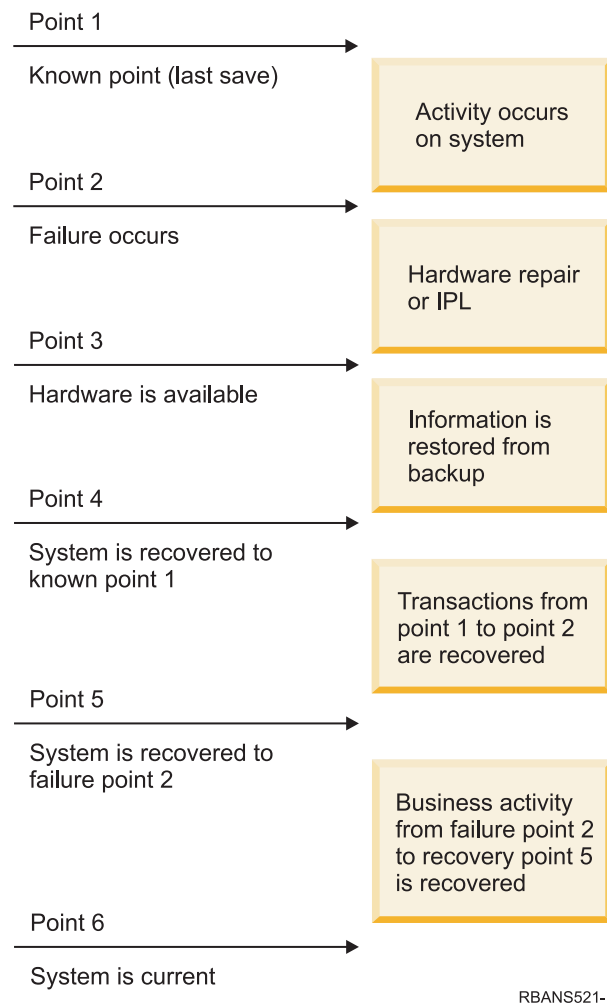 Point 1
Known point (last save)
Activity occurs
on system
Point 2
Failure occurs
Hardware repair
or IPL
Point 3
Hardware is available
Information is
restored from
backup
Point 4
System is recovered to
known point 1
Transactions from
point 1 to point 2
are recovered
Point 5
System is recovered to
failure point 2
Business activity
from failure point 2
to recovery point 5
is recovered
Point 6
System is current
RBANS521-